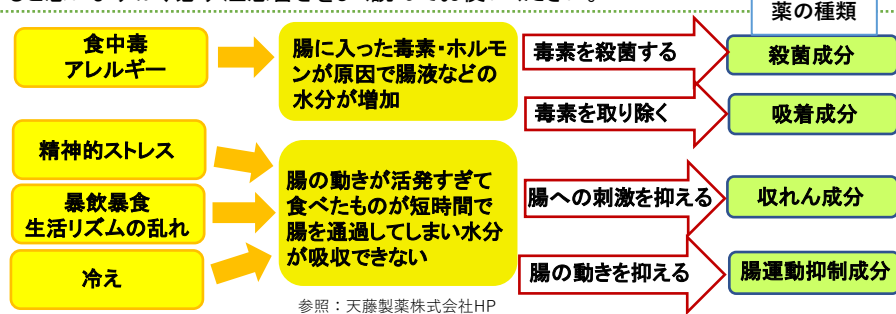 薬の種類
食中毒
アレルギー
腸に入った毒素・ホルモ
ンが原因で腸液などの
水分が増加
毒素を殺菌する
殺菌成分
毒素を取り除く
吸着成分
精神的ストレス
暴飲暴食
生活リズムの乱れ
冷え
腸の動きが活発すぎて
食べたものが短時間で
腸を通過してしまい水分
が吸収できない
腸への刺激を抑える
収れん成分
腸の動きを抑える
腸運動抑制成分
参照：天藤製薬株式会社HP